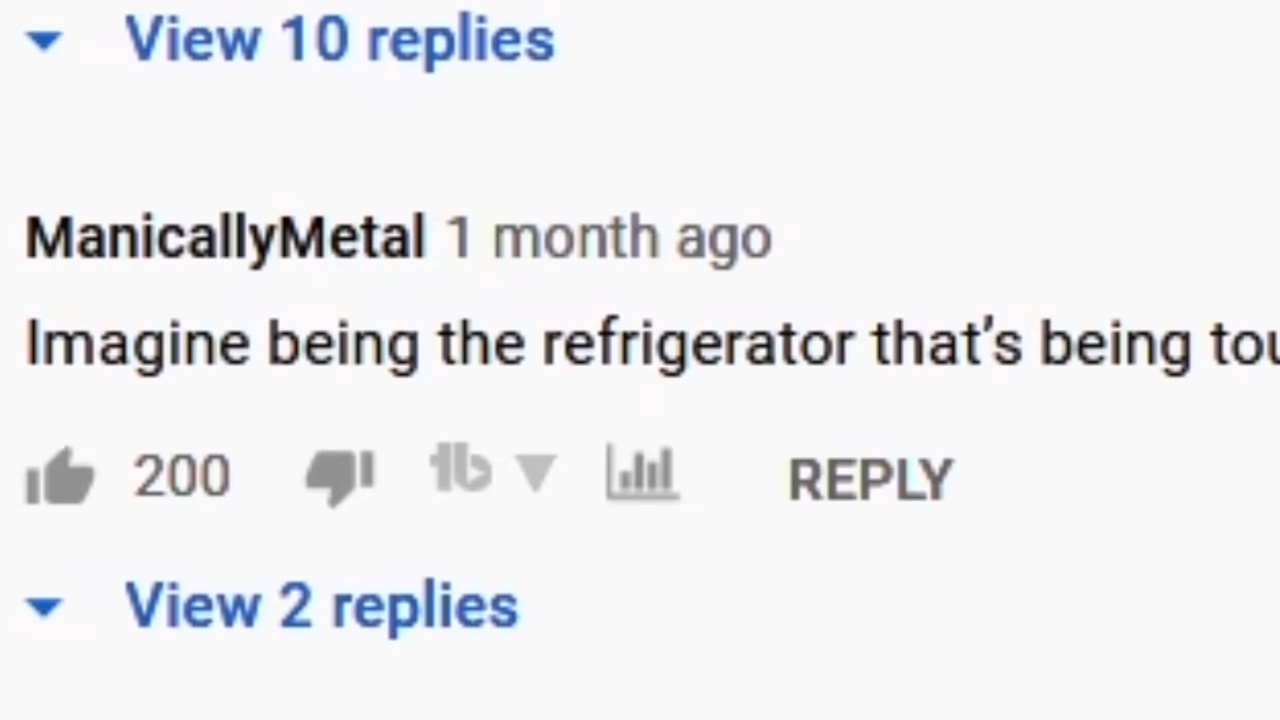 View 10 replies
ManicallyMetal 1 month ago
Imagine being the refrigerator that's being
200 REPLY
View 2 replies